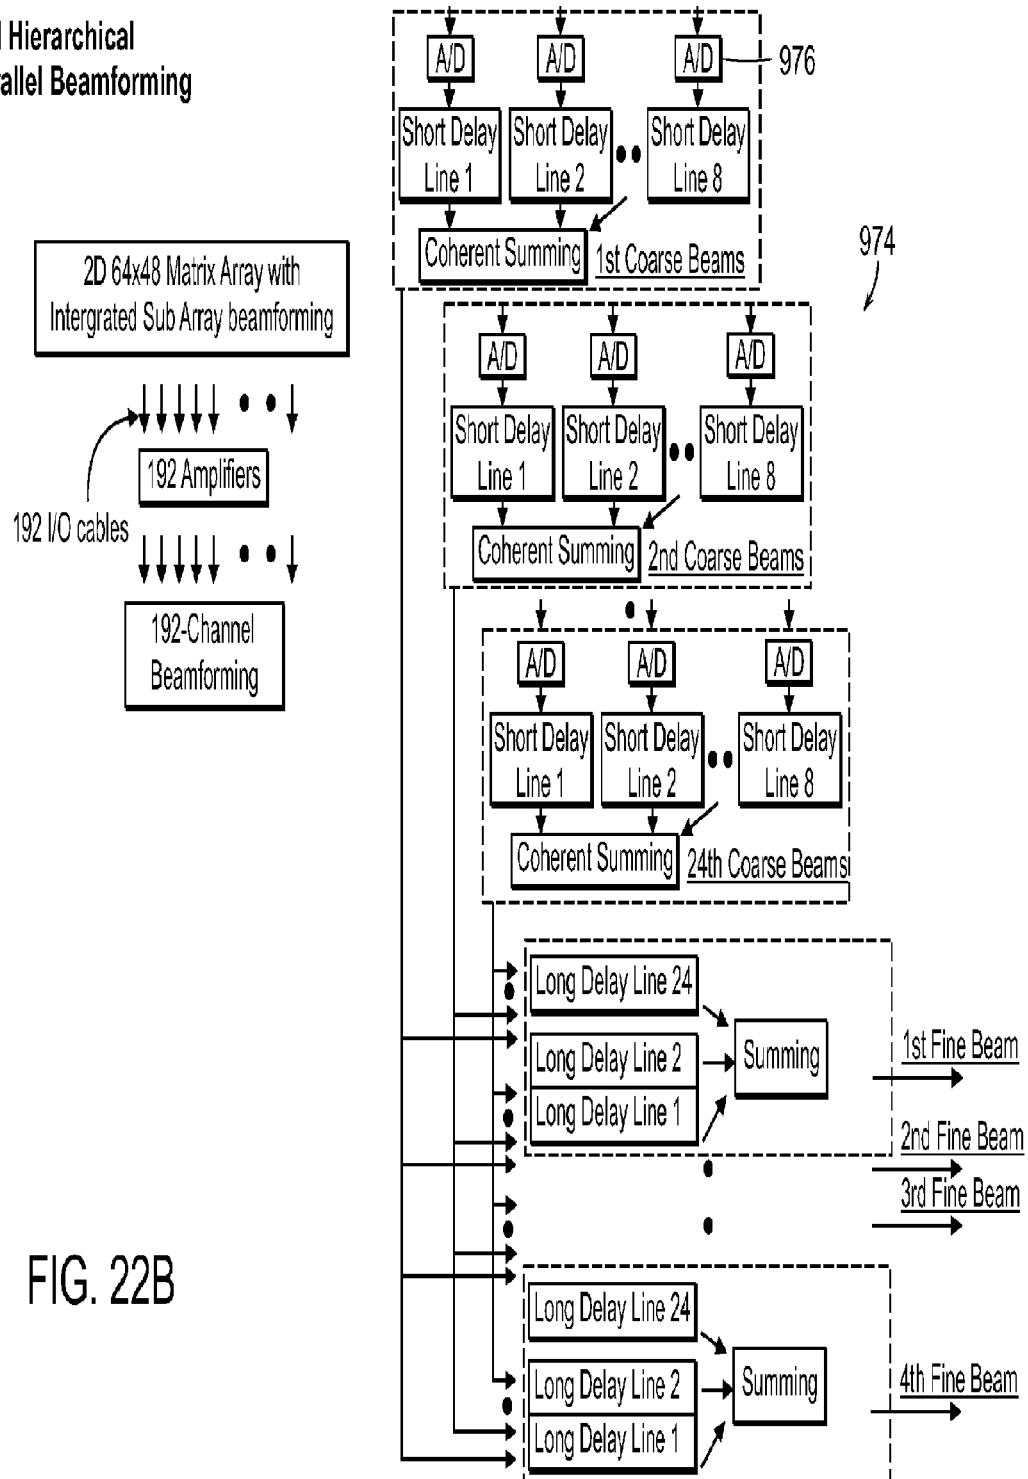 Hierarchical
allel Beamforming
2D 64x48 Matrix Array with
Intergrated Sub Array beamforming
192 Amplifiers
192 I/O cables
192-Channel
Beamforming
A/D
A/D
A/D
976
Short Delay
Line 1
Short Delay
Line 2
Short Delay
Line 8
Coherent Summing
1st Coarse Beams
974
A/D
A/D
A/D
Short Delay
Line 1
Short Delay
Line 2
Short Delay
Line 8
Coherent Summing
2nd Coarse Beams
A/D
A/D
A/D
Short Delay
Line 1
Short Delay
Line 2
Short Delay
Line 8
Coherent Summing
24th Coarse Beams
Long Delay Line 24
Long Delay Line 2
Long Delay Line 1
Summing
1st Fine Beam
2nd Fine Beam
3rd Fine Beam
Long Delay Line 24
Long Delay Line 2
Long Delay Line 1
Summing
4th Fine Beam
FIG. 22B